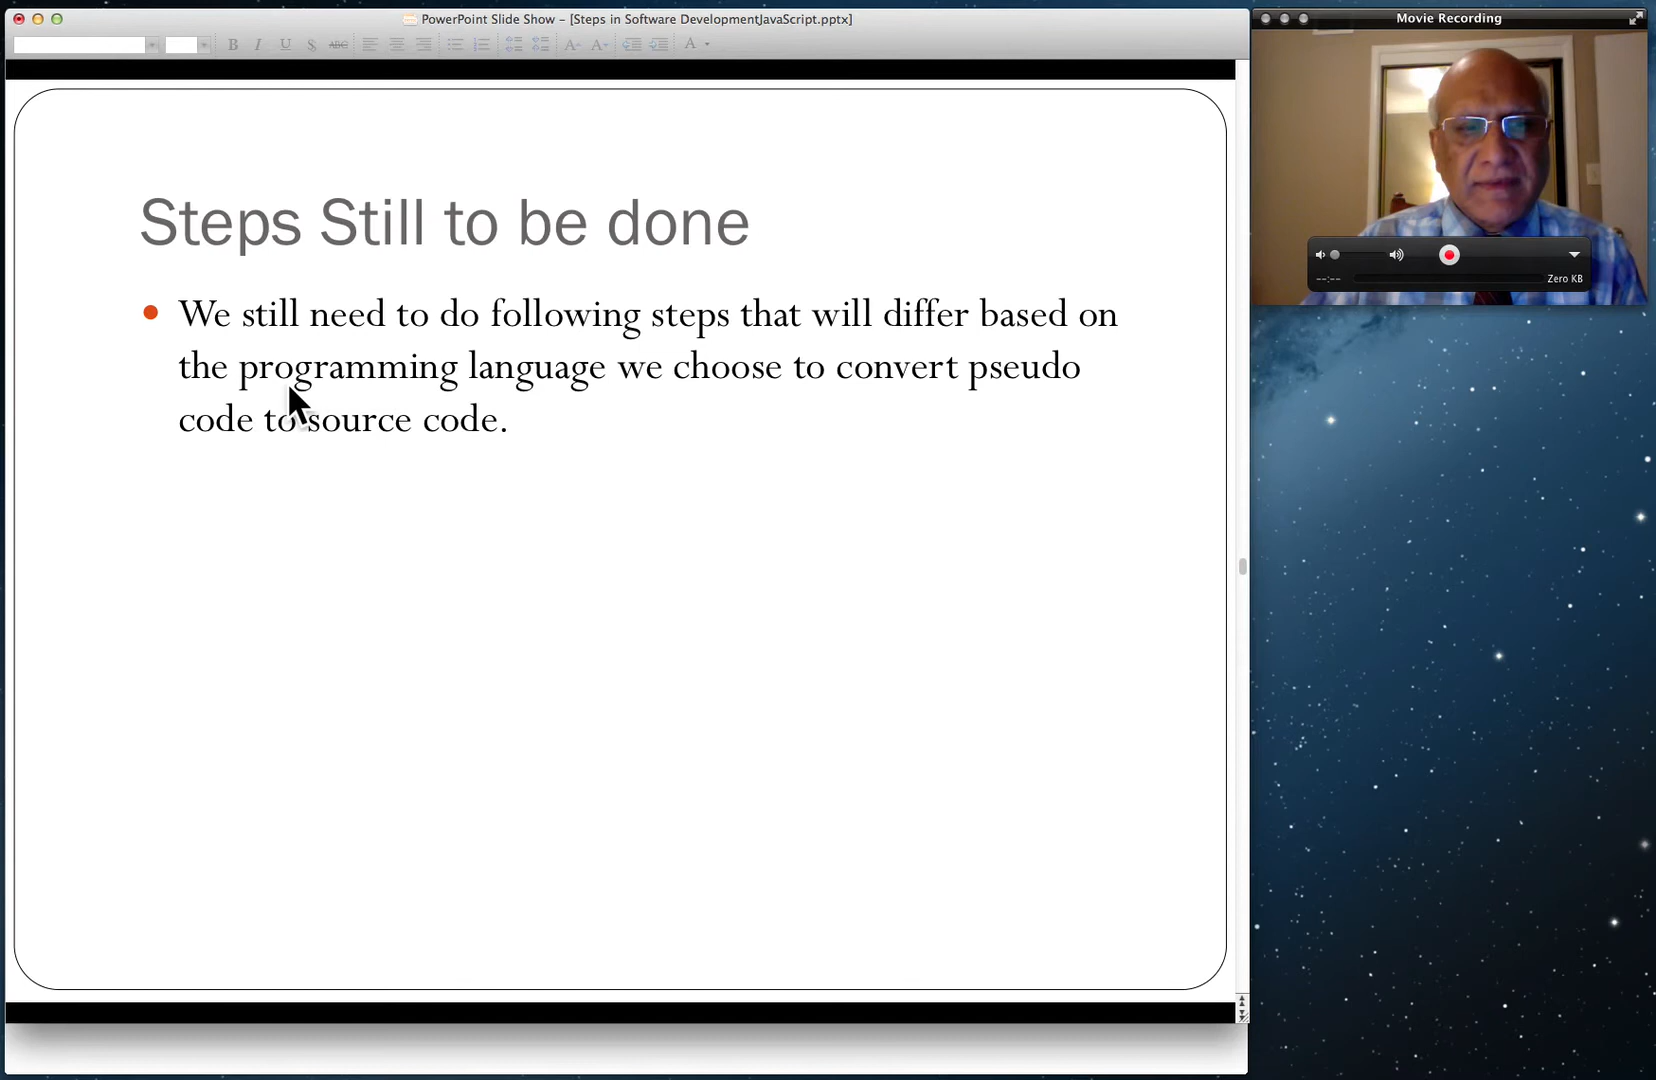 PowerPoint Slide Show - [Steps in Software DevelopmentJavaScript.pptx]
Movie Recording
B I U S ABC A A A
Steps Still to be done
We still need to do following steps that will differ based on
the programming language we choose to convert pseudo
code to source code.
--:-- Zero KB